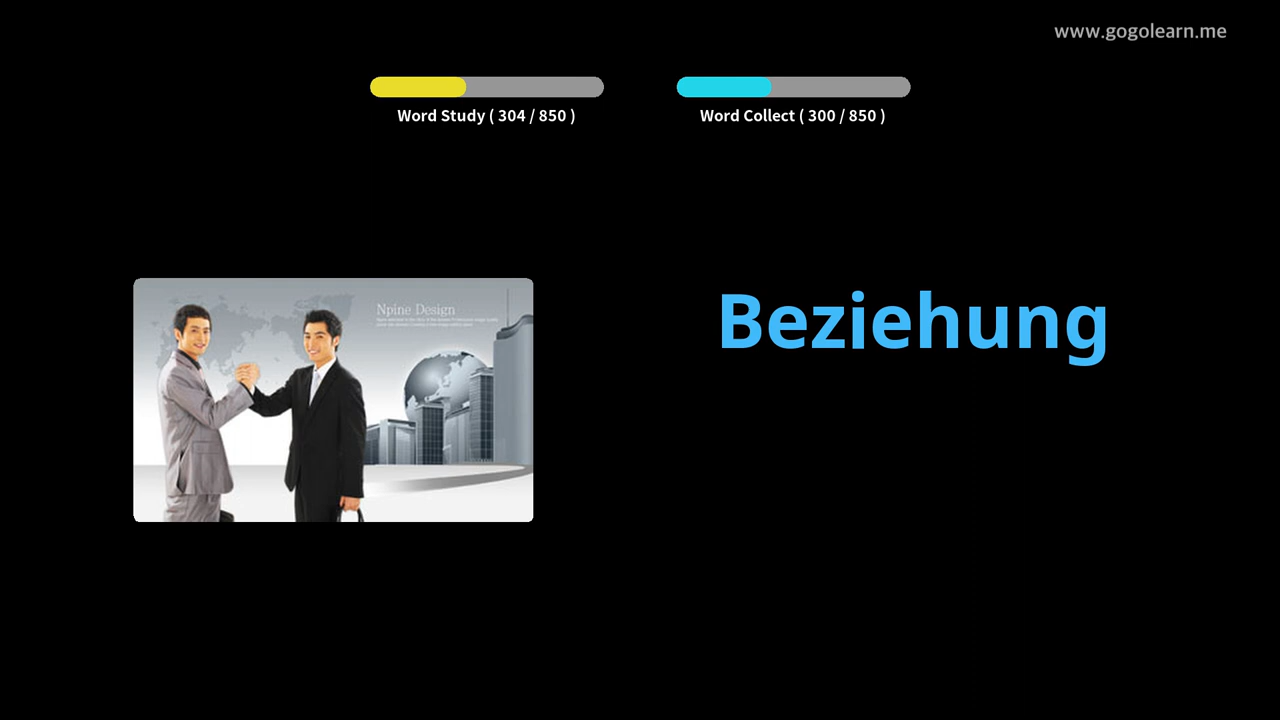 www.gogolearn.me
Word Study ( 304 / 850 )
Word Collect ( 300 / 850 )
Npine Design
Beziehung